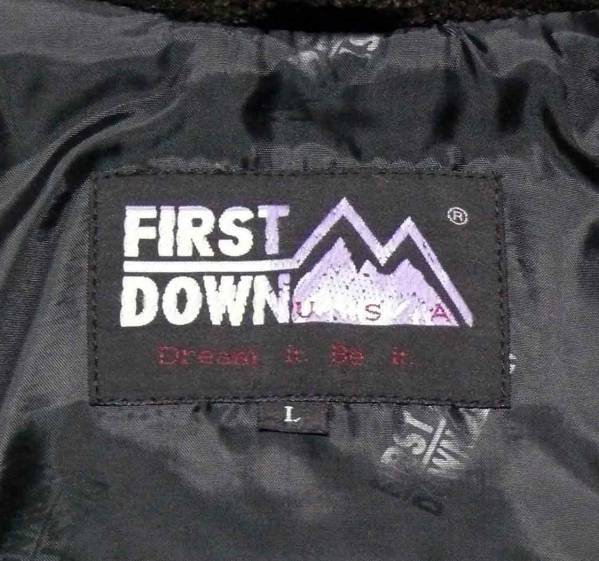 FIRST
DOWN
USA
®
Dream it. Be it.
L